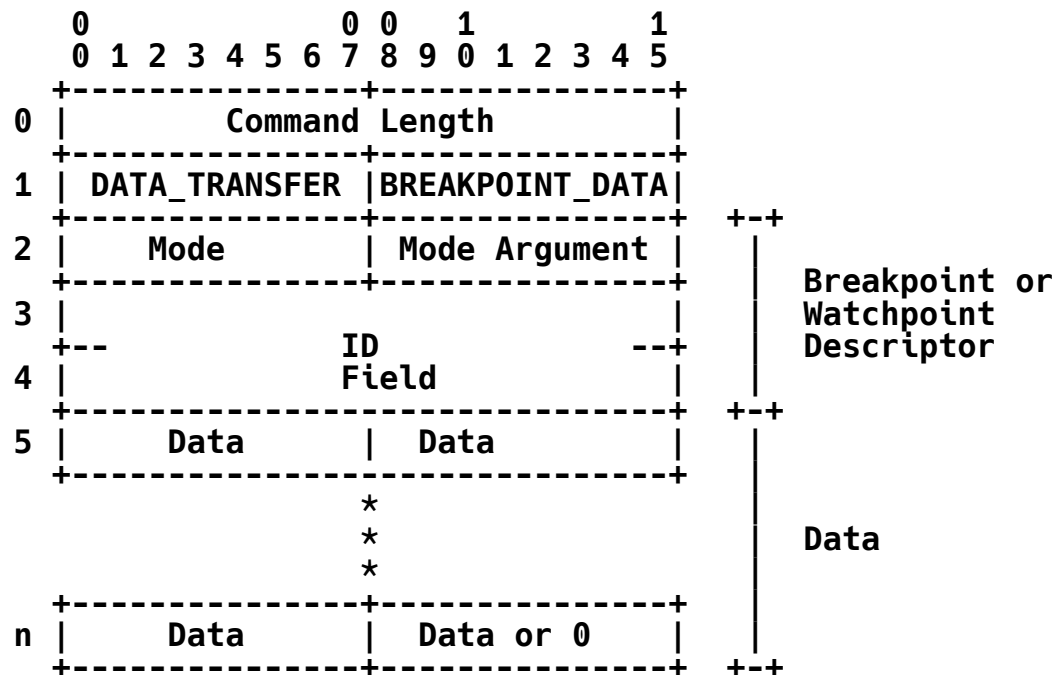 0 0 0 1 1
0 1 2 3 4 5 6 7 8 9 0 1 2 3 4 5
+---------------+---------------+
0 | Command Length |
+---------------+---------------+
1 | DATA_TRANSFER |BREAKPOINT_DATA|
+---------------+---------------+ +-+
2 | Mode | Mode Argument | |
+---------------+---------------+ | Breakpoint or
3 | | | Watchpoint
+-- ID --+ | Descriptor
4 | Field | |
+-------------------------------+ +-+
5 | Data | Data | |
+-------------------------------+ |
* |
* | Data
* |
+---------------+---------------+ |
n | Data | Data or 0 | |
+---------------+---------------+ +-+